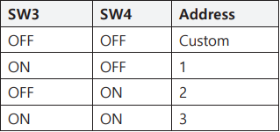 SW3 SW4 Address
OFF OFF Custom
ON OFF 1
OFF ON 2
ON ON 3